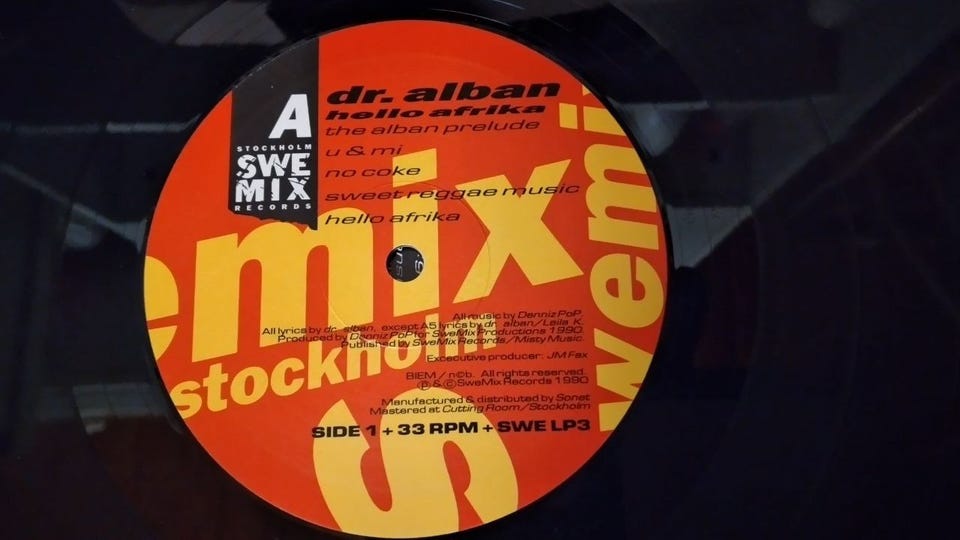 A
STOCKHOLM
SWE
MIX
RECORDS
dr. alban
hello afrika
the alban prelude
u & mi
no coke
sweet reggae music
hello afrika
emix
stockholm
swemi
S
All music by Denniz PoP.
All lyrics by dr. alban, except A5 lyrics by dr. alban/Leila K.
Produced by Denniz PoP for SweMix Productions 1990.
Published by SweMix Records/Misty Music.
Excecutive producer: JM Fax
BIEM / n©b. All rights reserved.
Ⓟ & © SweMix Records 1990
Manufactured & distributed by Sonet
Mastered at Cutting Room/Stockholm
SIDE 1 + 33 RPM + SWE LP3